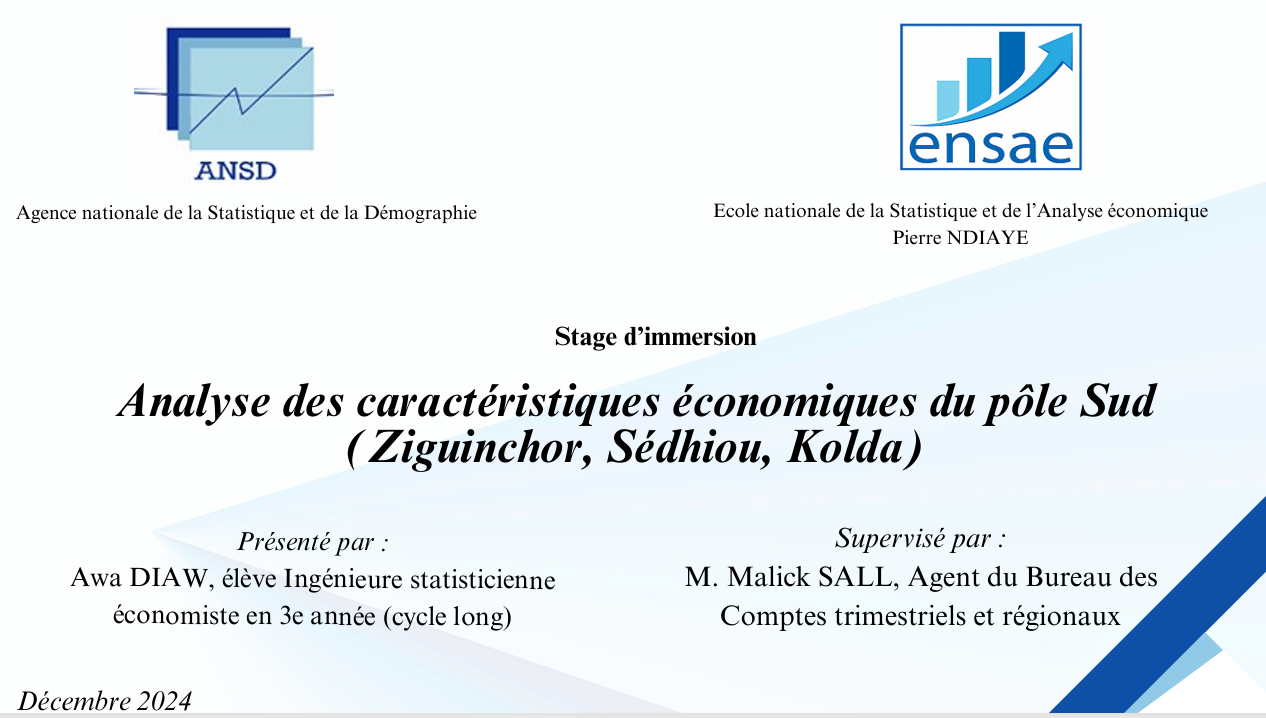 ANSD
ensae
Agence nationale de la Statistique et de la Démographie
Ecole nationale de la Statistique et de l'Analyse économique
Pierre NDIAYE
Stage d'immersion
Analyse des caractéristiques économiques du pôle Sud
( Ziguinchor, Sédhiou, Kolda)
Présenté par :
Awa DIAW, élève Ingénieure statisticienne
économiste en 3e année (cycle long)
Supervisé par :
M. Malick SALL, Agent du Bureau des
Comptes trimestriels et régionaux
Décembre 2024